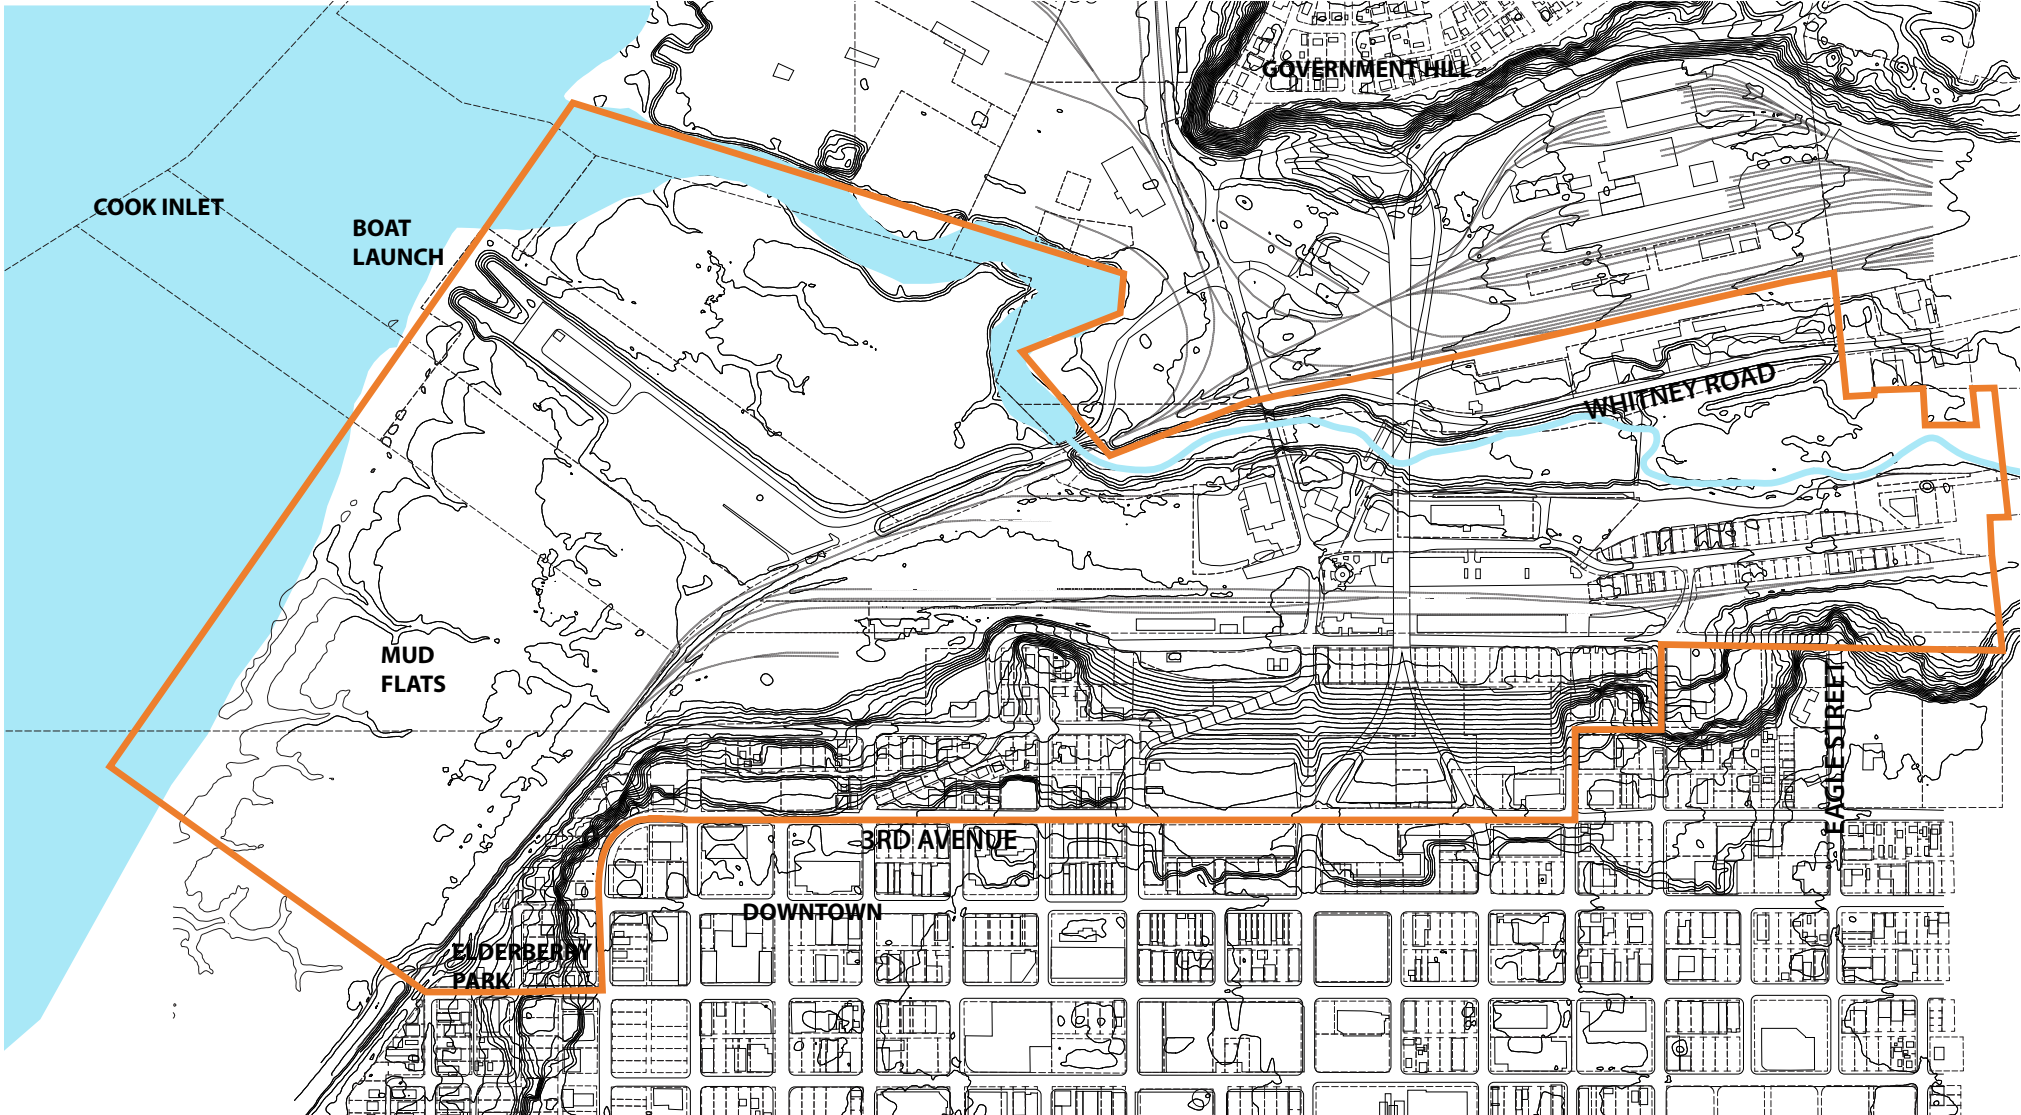 GOVERNMENT HILL
COOK INLET
BOAT
LAUNCH
WHITNEY ROAD
MUD
FLATS
EAGLE STREET
3RD AVENUE
DOWNTOWN
ELDERBERRY
PARK